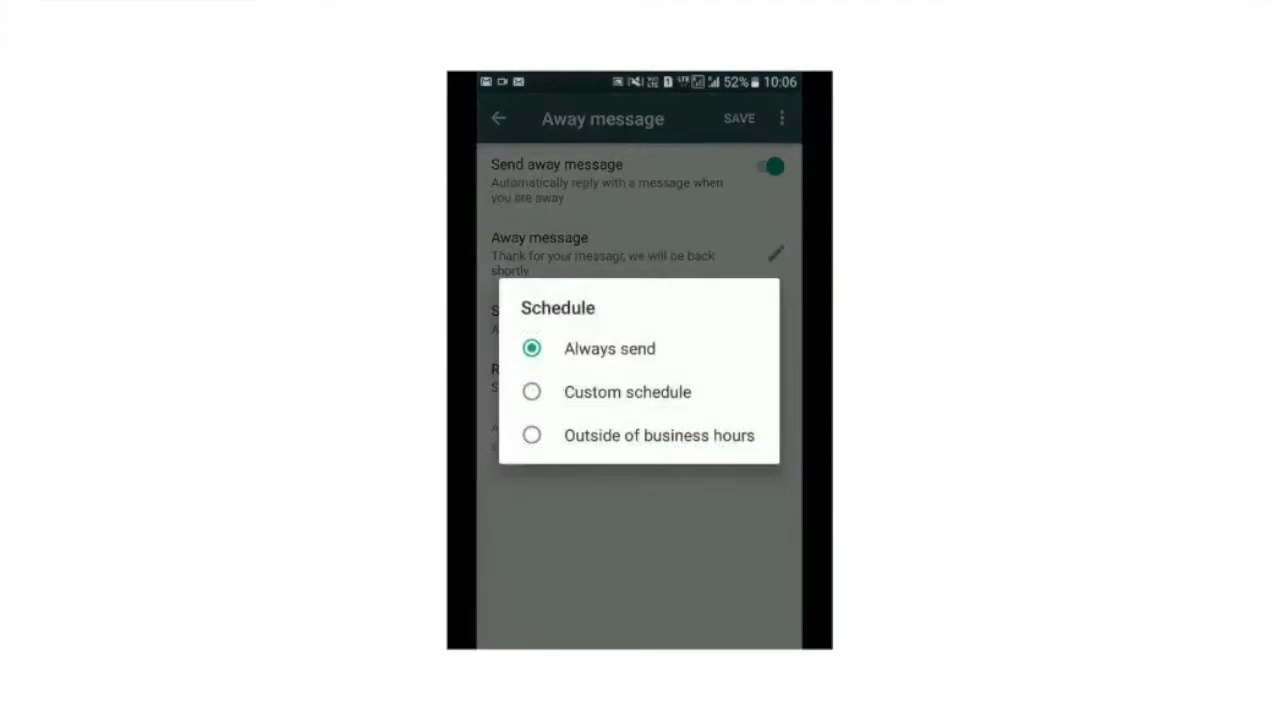 52% 10:06
Away message SAVE
Send away message
Automatically reply with a message when
you are away
Away message
Thank for your messagr, we will be back
shortly
Schedule
Always send
Custom schedule
Outside of business hours